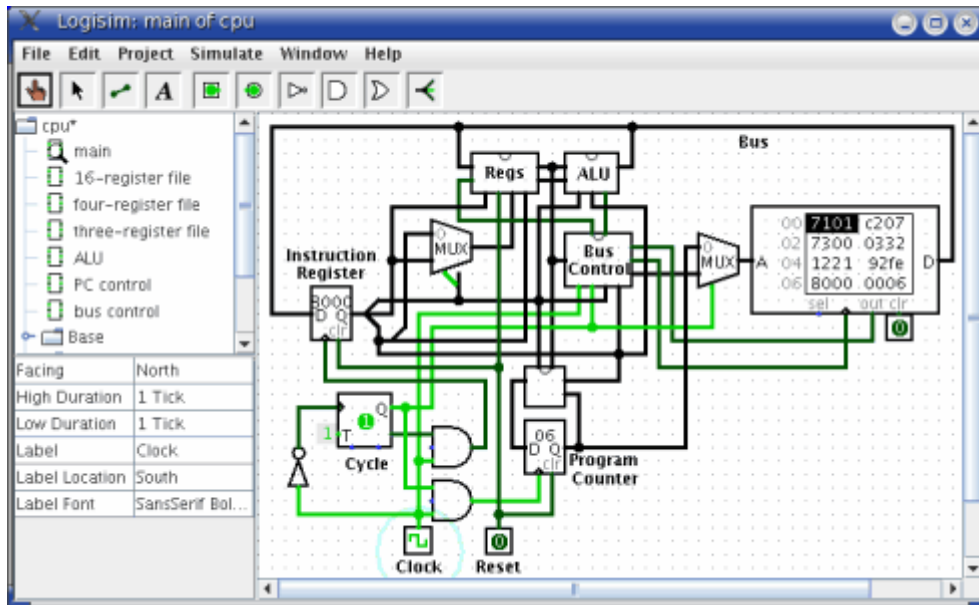 Logisim: main of cpu
File Edit Project Simulate Window Help
A
cpu*
main
16-register file
four-register file
three-register file
ALU
PC control
bus control
Base
Facing North
High Duration 1 Tick
Low Duration 1 Tick
Label Clock
Label Location South
Label Font SansSerif Bol...
Bus
Regs
ALU
MUX
0
Bus
Control
MUX
0
Instruction
Register
8000
D Q
clr
A
D
00 7101 c207
02 7300 0332
04 1221 92fe
06 8000 0006
sel out clr
0
1
Q
1
T
Cycle
06
D Q
clr
Program
Counter
Clock
0
Reset